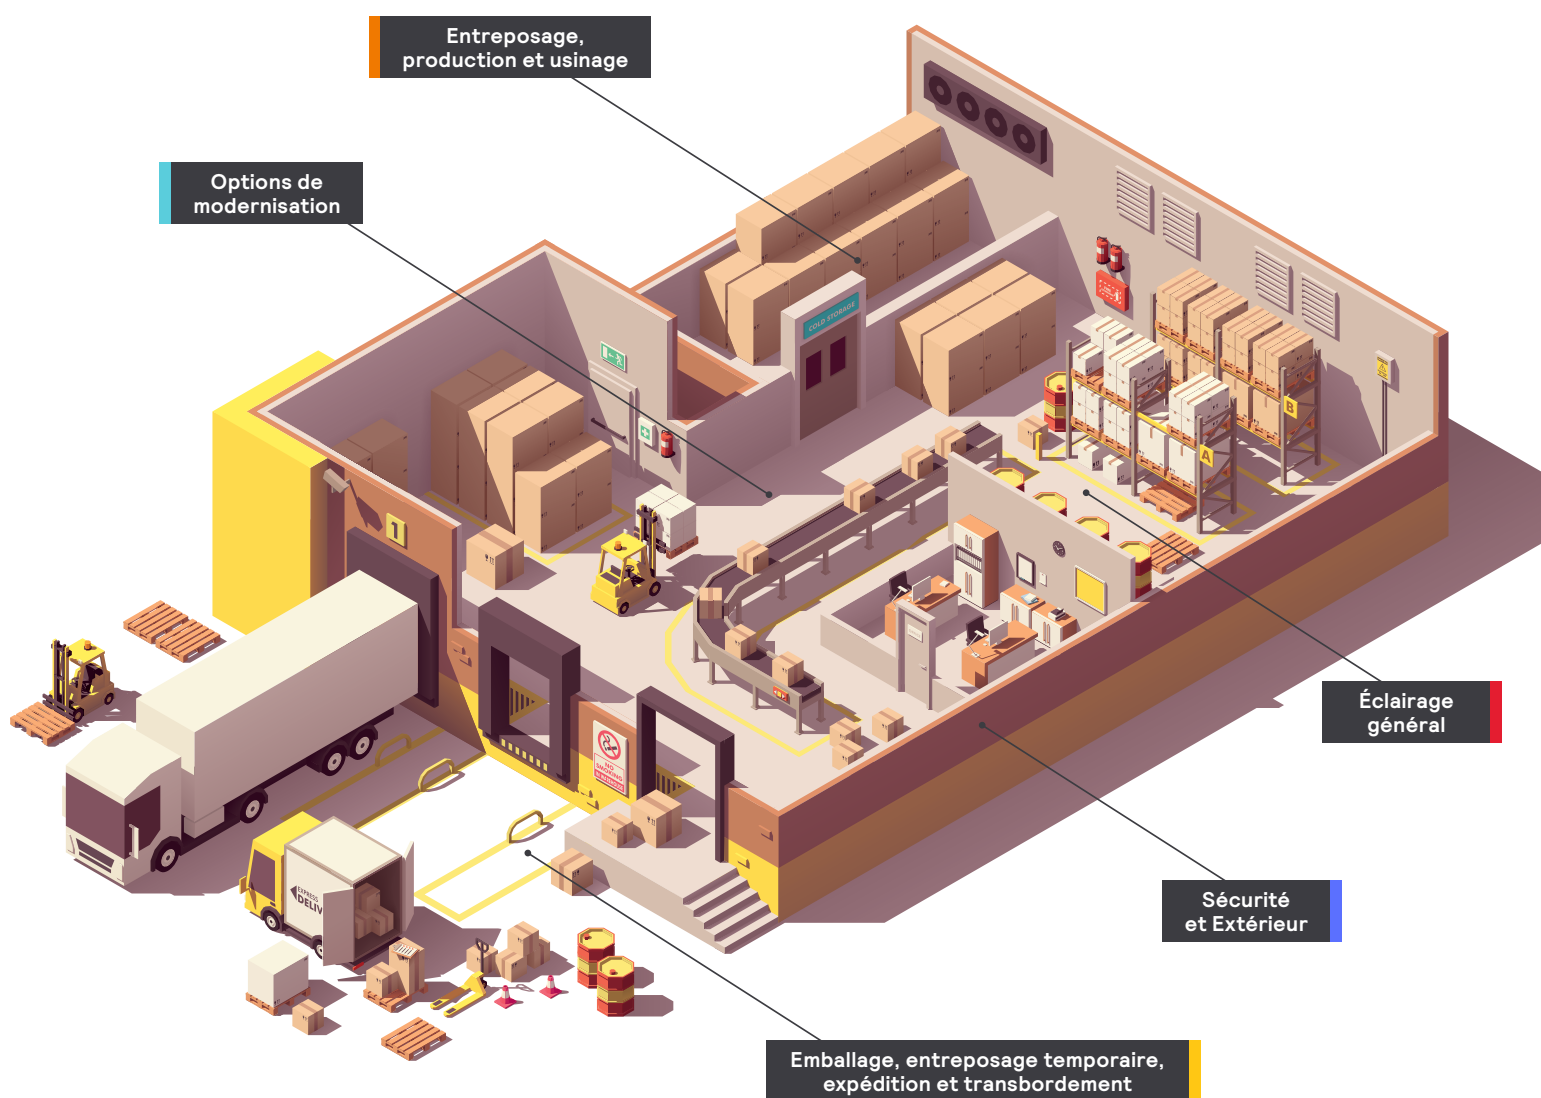 Entreposage,
production et usinage
Options de
modernisation
COLD STORAGE
B
A
1
Éclairage
général
NO
SMOKING
Sécurité
et Extérieur
EXPRESS
DELIV
Emballage, entreposage temporaire,
expédition et transbordement